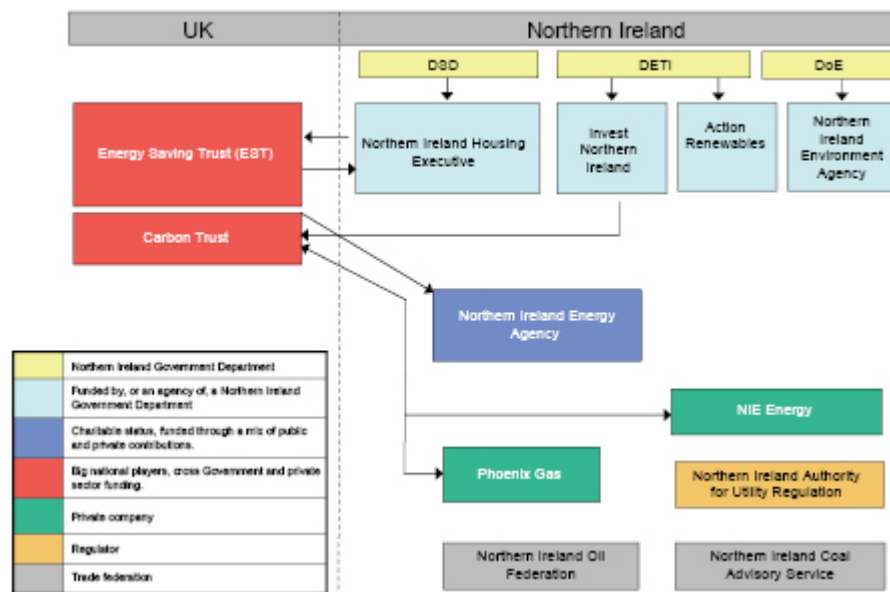 UK
Northern Ireland
DSD
DETI
DoE
Energy Saving Trust (EST)
Northern Ireland Housing
Executive
Invest
Northern
Ireland
Action
Renewables
Northern
Ireland
Environment
Agency
Carbon Trust
Northern Ireland Energy
Agency
Northern Ireland Government Department
Funded by, or an agency of, a Northern Ireland
Government Department
Charitable status, funded through a mix of public
and private contributions.
Big national players, cross Government and private
sector funding.
Private company
Regulator
Trade federation
NIE Energy
Phoenix Gas
Northern Ireland Authority
for Utility Regulation
Northern Ireland Oil
Federation
Northern Ireland Coal
Advisory Service